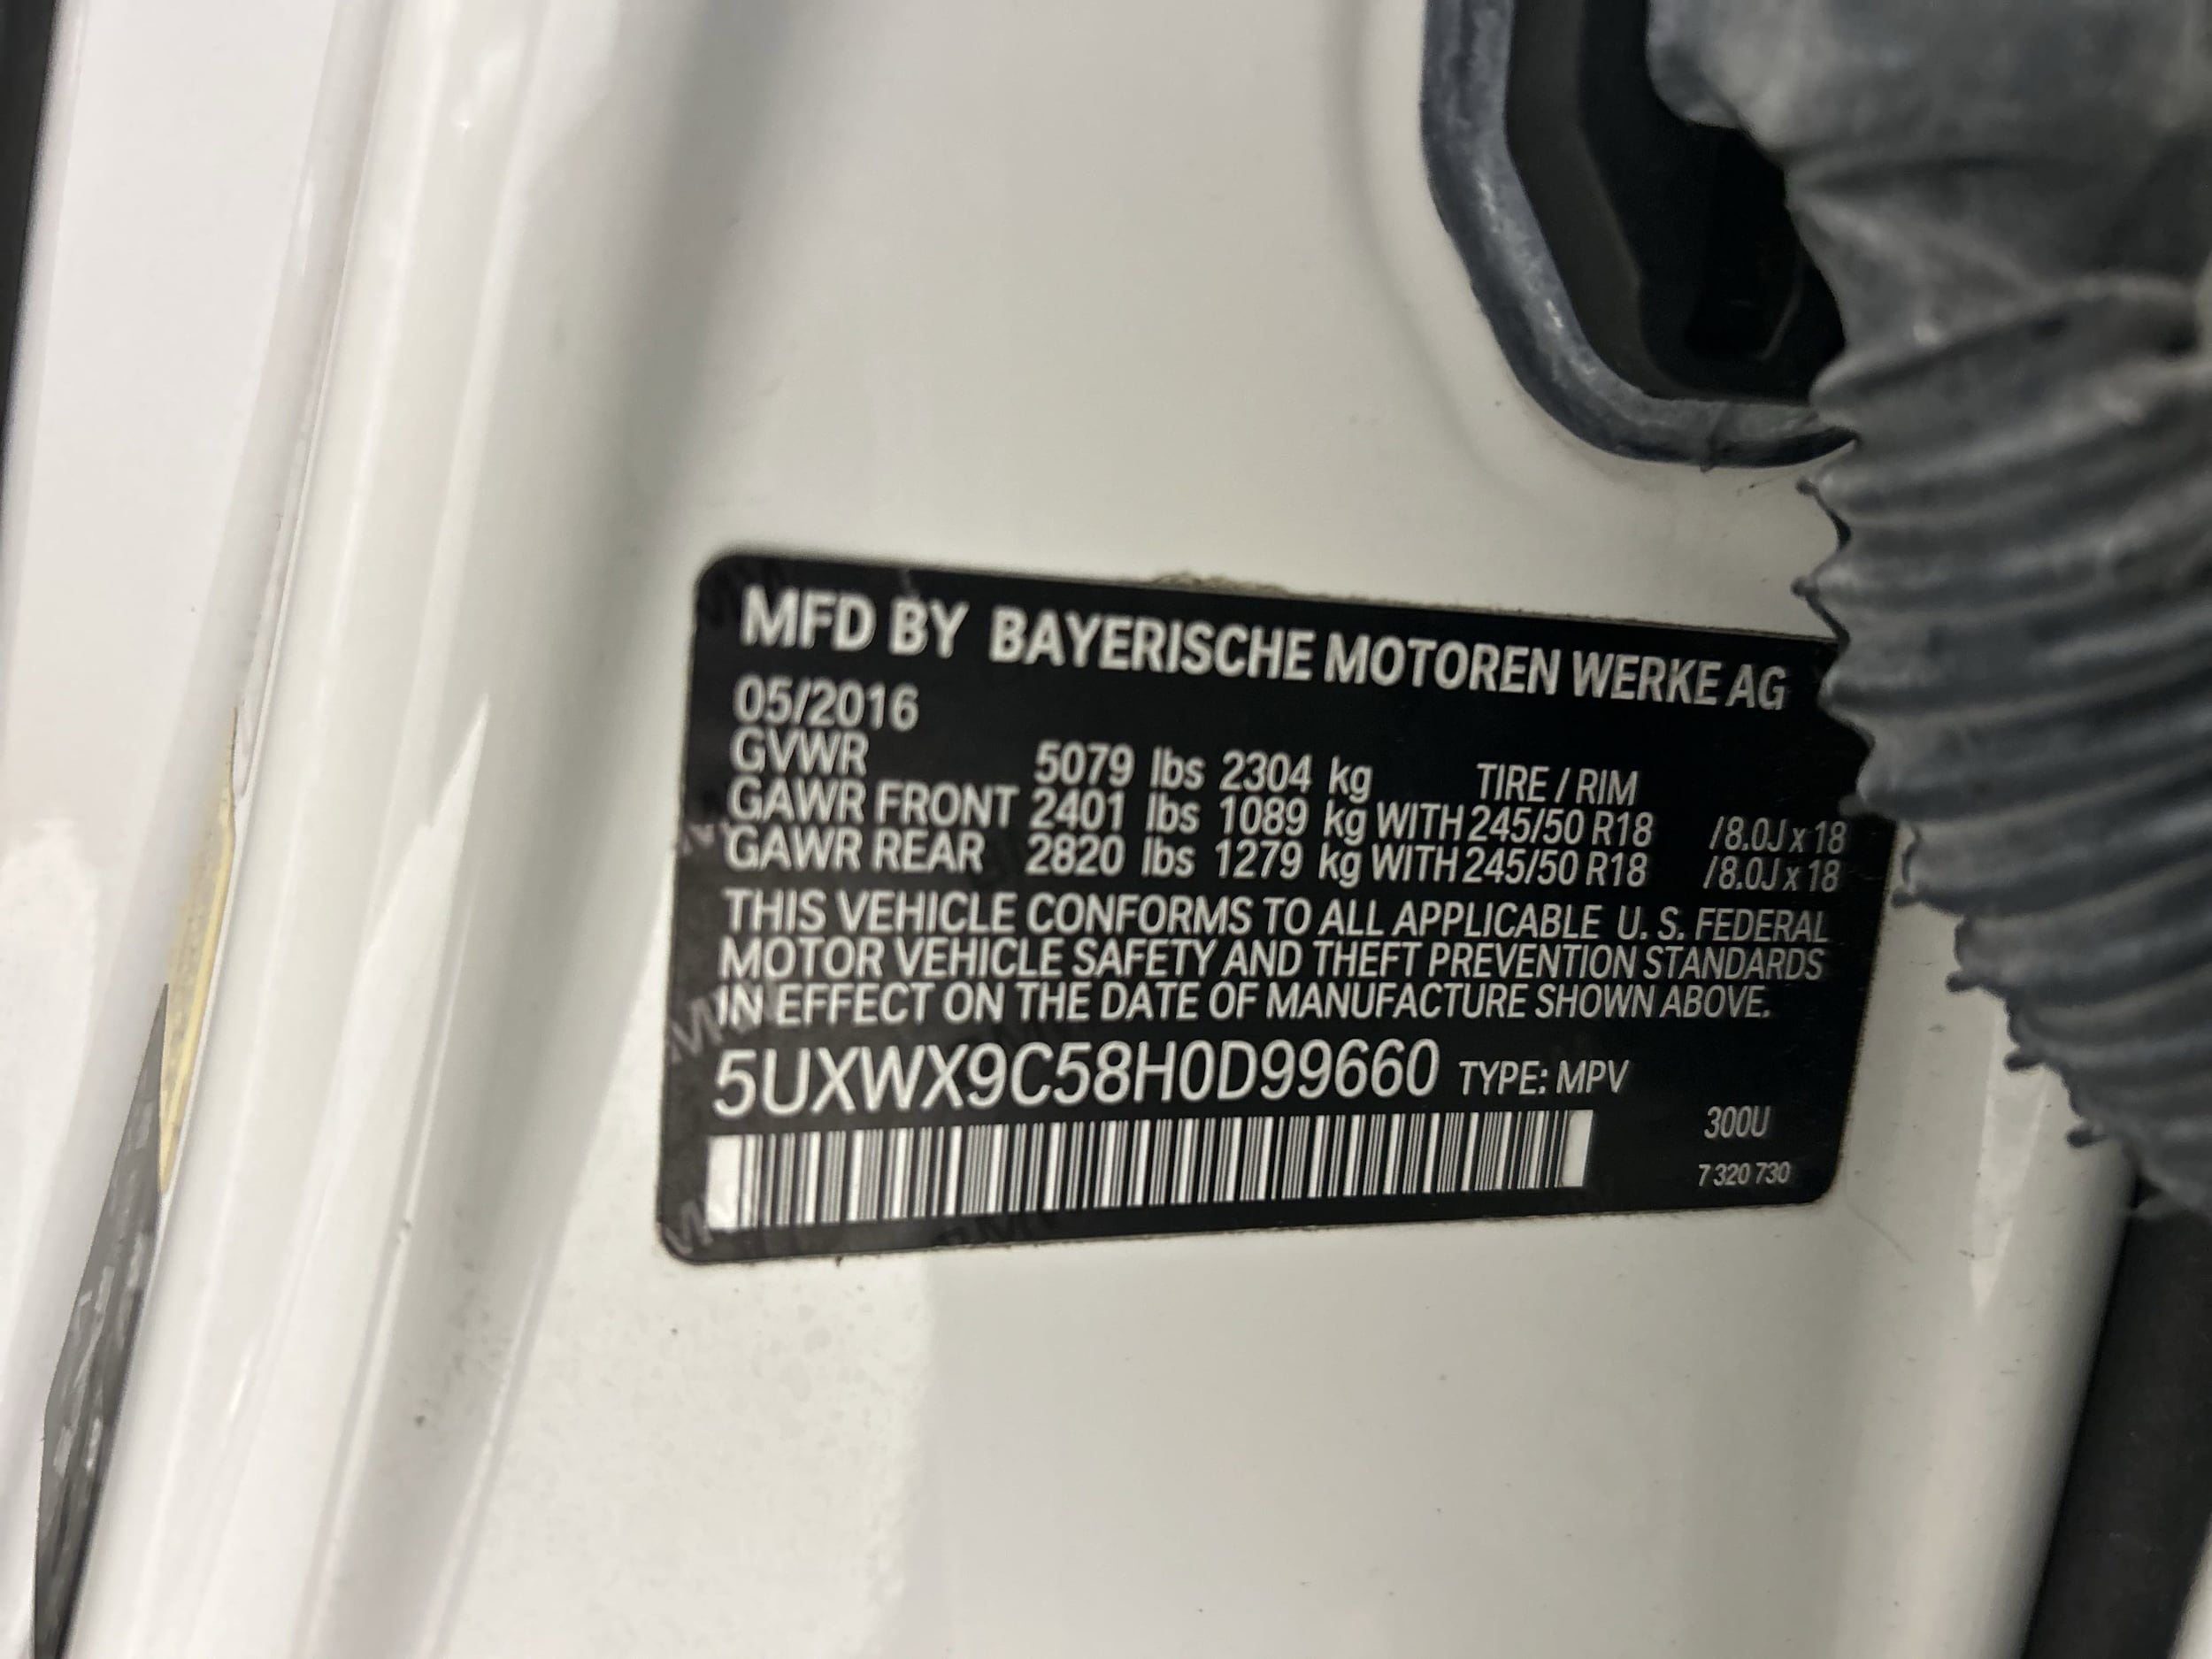 MFD BY BAYERISCHE MOTOREN WERKE AG
05/2016
GVWR 5079 lbs 2304 kg TIRE / RIM
GAWR FRONT 2401 lbs 1089 kg WITH 245/50 R18 /8.0J x 18
GAWR REAR 2820 lbs 1279 kg WITH 245/50 R18 /8.0J x 18
THIS VEHICLE CONFORMS TO ALL APPLICABLE U. S. FEDERAL
MOTOR VEHICLE SAFETY AND THEFT PREVENTION STANDARDS
IN EFFECT ON THE DATE OF MANUFACTURE SHOWN ABOVE.
5UXWX9C58H0D99660 TYPE: MPV
300U
7 320 730